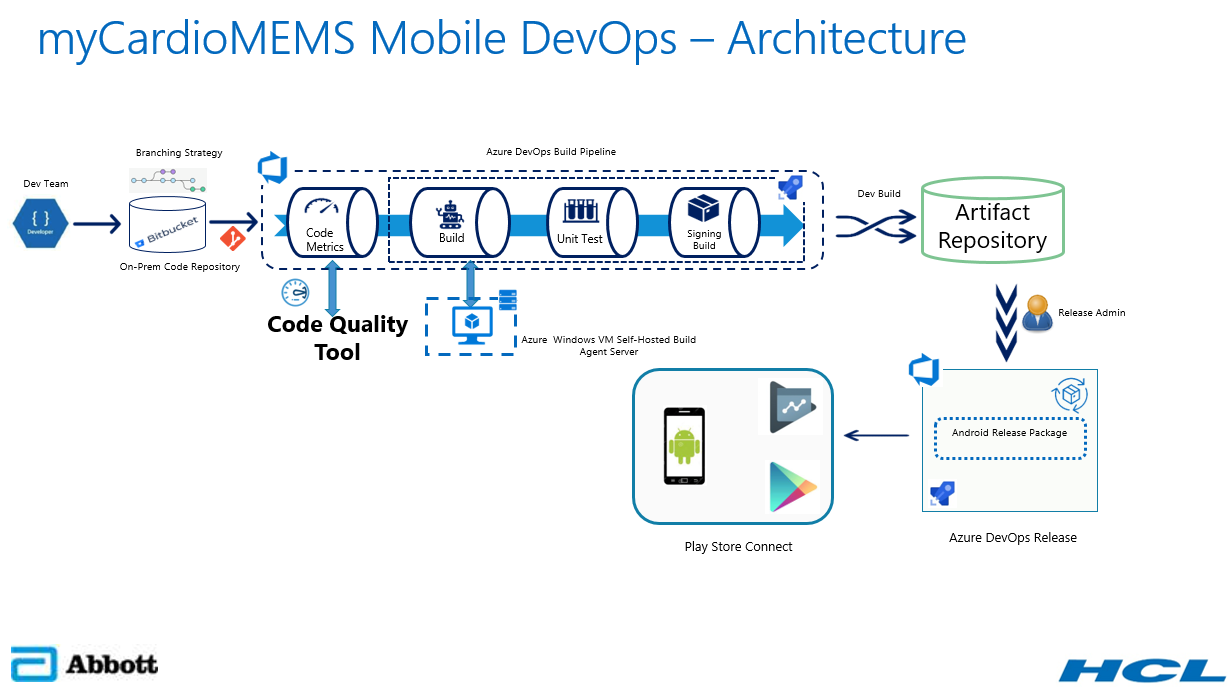 myCardioMEMS Mobile DevOps – Architecture
Branching Strategy
Azure DevOps Build Pipeline
Dev Team
Dev Build
{ }
Developer
Bitbucket
Code
Metrics
Build
Unit Test
Signing
Build
Artifact
Repository
On-Prem Code Repository
Release Admin
Code Quality
Tool
Azure  Windows VM Self-Hosted Build
Agent Server
Android Release Package
Play Store Connect
Azure DevOps Release
Abbott
HCL